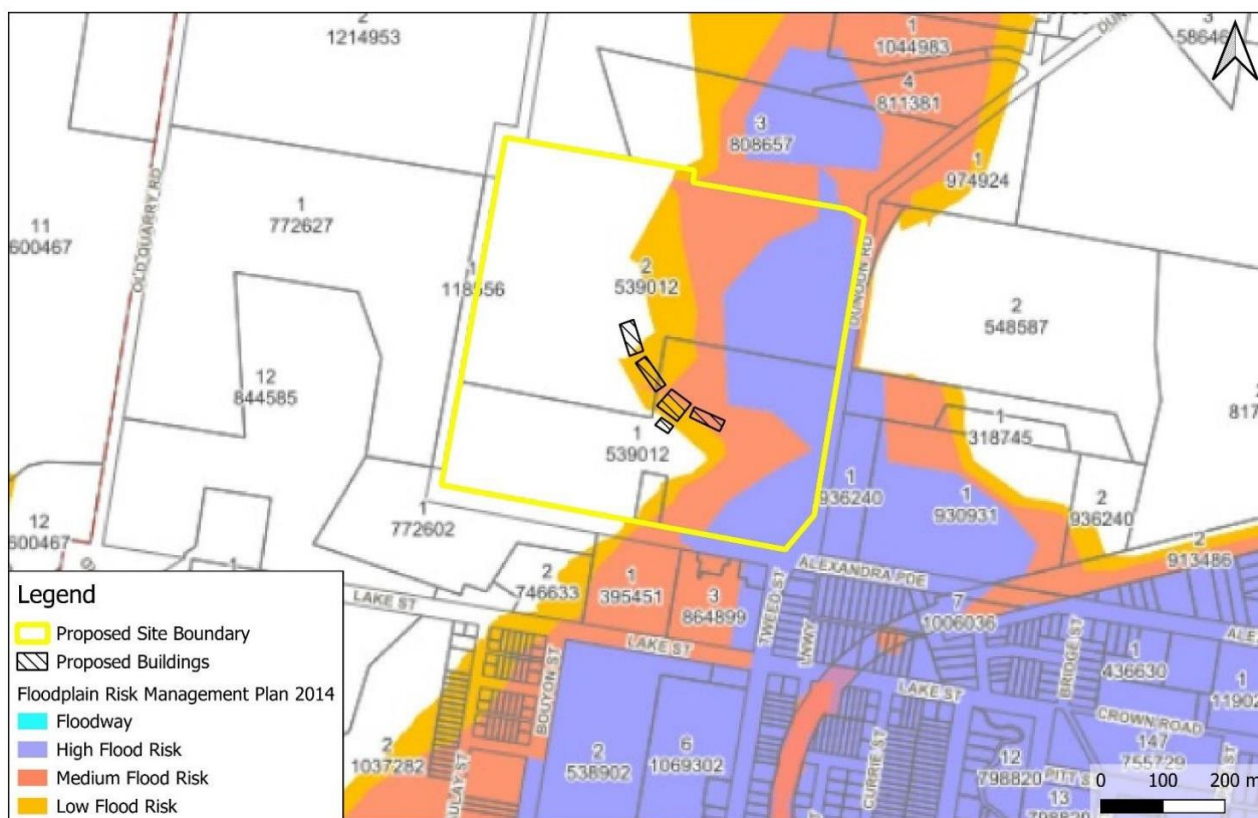 2
1214953
1
1044983
3
58646
4
811381
3
808657
1
974924
11
600467
OLD QUARRY RD
1
772627
1
118556
2
539012
DUNOON RD
2
548587
12
844585
1
539012
1
318745
1
936240
1
930931
2
936240
12
600467
1
772602
2
913486
ALEXANDRA PDE
2
746633
1
395451
3
864899
TWEED ST
7
1006036
LAKE ST
LAKE ST
BOUYON ST
LAKE ST
BRIDGE ST
1
436630
1
CROWN ROAD
147
755729
2
1037282
2
538902
6
1069302
CURRIE ST
12
798820
PITT S
13
Legend
Proposed Site Boundary
Proposed Buildings
Floodplain Risk Management Plan 2014
Floodway
High Flood Risk
Medium Flood Risk
Low Flood Risk
0 100 200 m